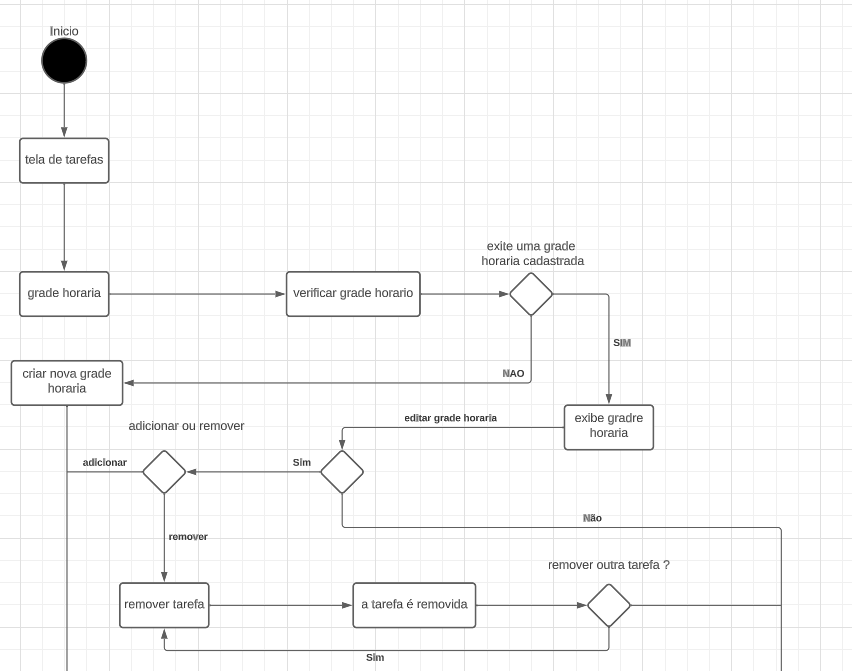 Inicio
tela de tarefas
exite uma grade
horaria cadastrada
grade horaria
verificar grade horario
SIM
NAO
criar nova grade
horaria
editar grade horaria
exibe gradre
horaria
adicionar ou remover
adicionar
Sim
Não
remover
remover outra tarefa ?
remover tarefa
a tarefa é removida
Sim